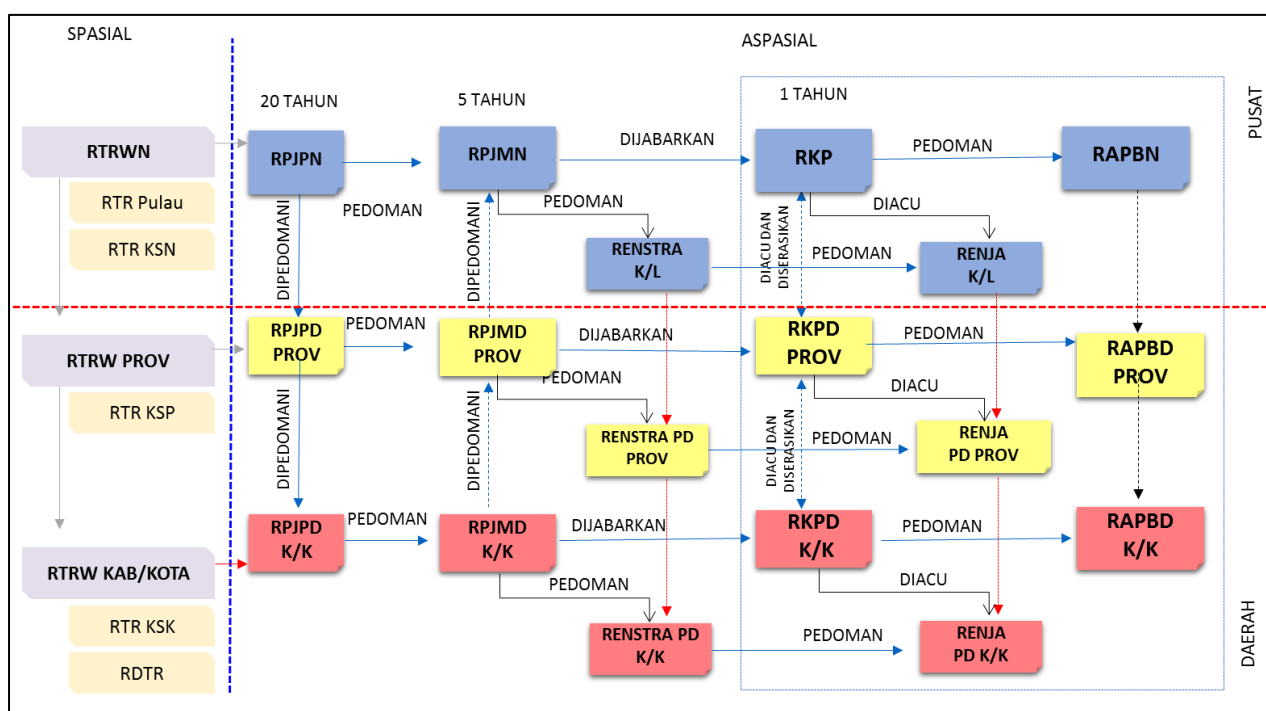 SPASIAL
ASPASIAL
20 TAHUN
5 TAHUN
1 TAHUN
PUSAT
RTRWN
RPJPN
RPJMN
DIJABARKAN
RKP
PEDOMAN
RAPBN
RTR Pulau
RTR KSN
DIPEDOMANI
PEDOMAN
DIPEDOMANI
PEDOMAN
RENSTRA
K/L
PEDOMAN
DIACU DAN
DISERASIKAN
DIACU
RENJA
K/L
RTRW PROV
RPJPD
PROV
PEDOMAN
RPJMD
PROV
DIJABARKAN
RKPD
PROV
PEDOMAN
RAPBD
PROV
RTR KSP
DIPEDOMANI
DIPEDOMANI
PEDOMAN
RENSTRA PD
PROV
PEDOMAN
DIACU DAN
DISERASIKAN
DIACU
RENJA
PD PROV
RTRW KAB/KOTA
RPJPD
K/K
PEDOMAN
RPJMD
K/K
DIJABARKAN
RKPD
K/K
PEDOMAN
RAPBD
K/K
RTR KSK
RDTR
PEDOMAN
RENSTRA PD
K/K
PEDOMAN
DIACU
RENJA
PD K/K
DAERAH